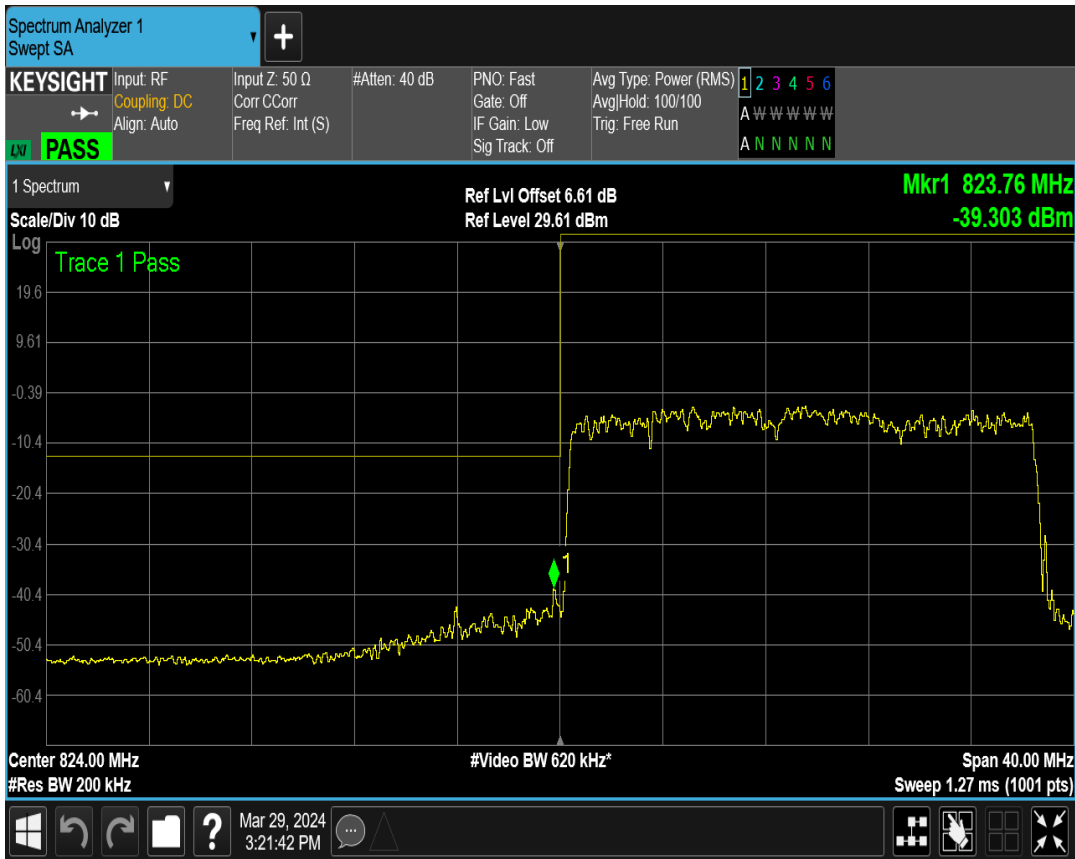 Spectrum Analyzer 1
Swept SA
+
KEYSIGHT Input: RF Input Z: 50 Ω #Atten: 40 dB PNO: Fast Avg Type: Power (RMS) 1 2 3 4 5 6
Coupling: DC Corr CCorr Gate: Off Avg|Hold: 100/100 A W W W W W
Align: Auto Freq Ref: Int (S) IF Gain: Low Trig: Free Run
LXI PASS Sig Track: Off A N N N N N
1 Spectrum Ref Lvl Offset 6.61 dB Mkr1 823.76 MHz
Scale/Div 10 dB Ref Level 29.61 dBm -39.303 dBm
Log
Trace 1 Pass
19.6
9.61
-0.39
-10.4
-20.4
-30.4
1
-40.4
-50.4
-60.4
Center 824.00 MHz #Video BW 620 kHz* Span 40.00 MHz
#Res BW 200 kHz Sweep 1.27 ms (1001 pts)
? Mar 29, 2024
3:21:42 PM